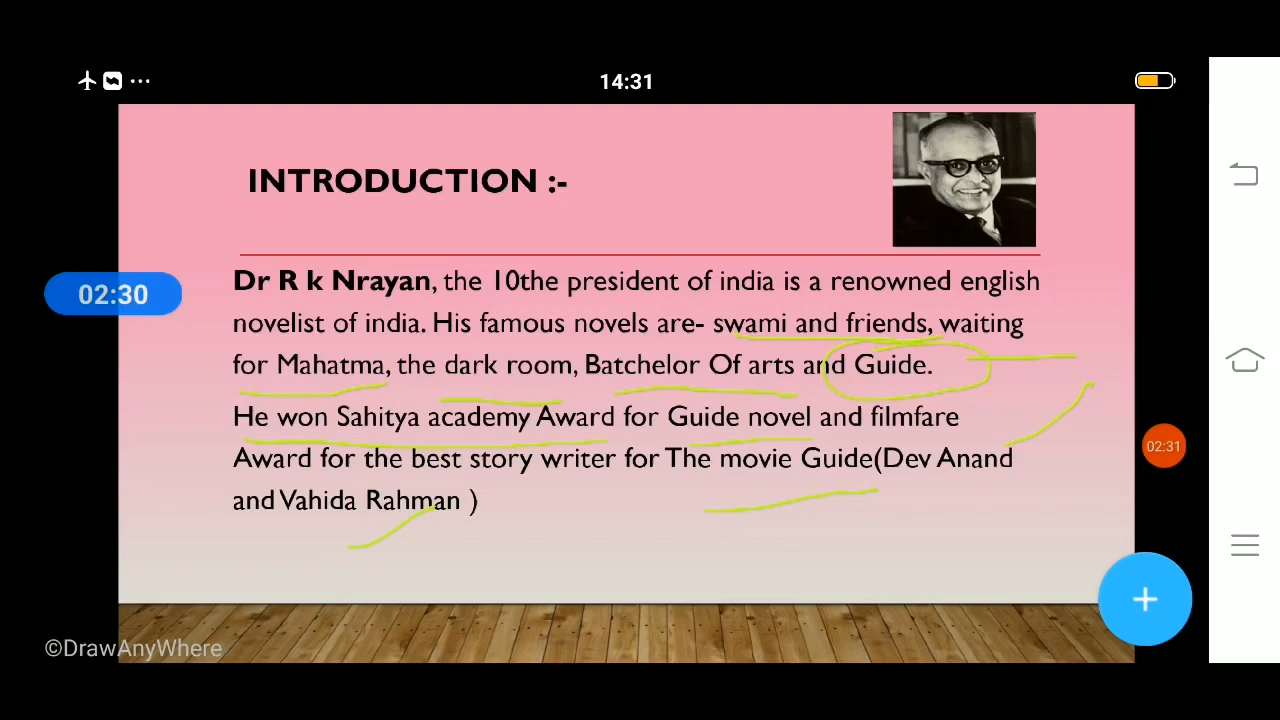 14:31
INTRODUCTION :-
Dr R k Nrayan, the 10the president of india is a renowned english
02:30
novelist of india. His famous novels are- swami and friends, waiting
for Mahatma, the dark room, Batchelor Of arts and Guide.
He won Sahitya academy Award for Guide novel and filmfare
02:31
Award for the best story writer for The movie Guide(Dev Anand
and Vahida Rahman )
©DrawAnyWhere